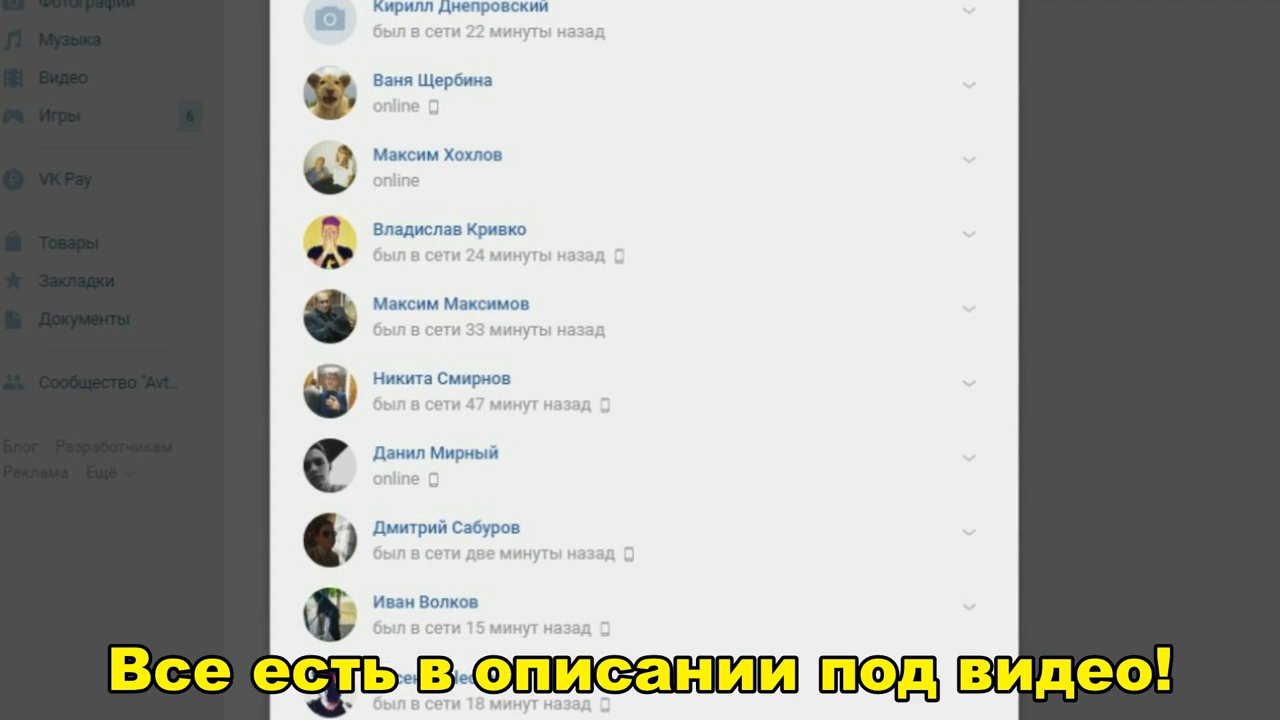 Фотографии
Музыка
Видео
Игры 6
VK Pay
Товары
Закладки
Документы
Сообщество "Avt..
Блог Разработчикам
Реклама Ещё
Кирилл Днепровский
был в сети 22 минуты назад
Ваня Щербина
online
Максим Хохлов
online
Владислав Кривко
был в сети 24 минуты назад
Максим Максимов
был в сети 33 минуты назад
Никита Смирнов
был в сети 47 минут назад
Данил Мирный
online
Дмитрий Сабуров
был в сети две минуты назад
Иван Волков
был в сети 15 минут назад
был в сети 18 минут назад
Все есть в описании под видео!